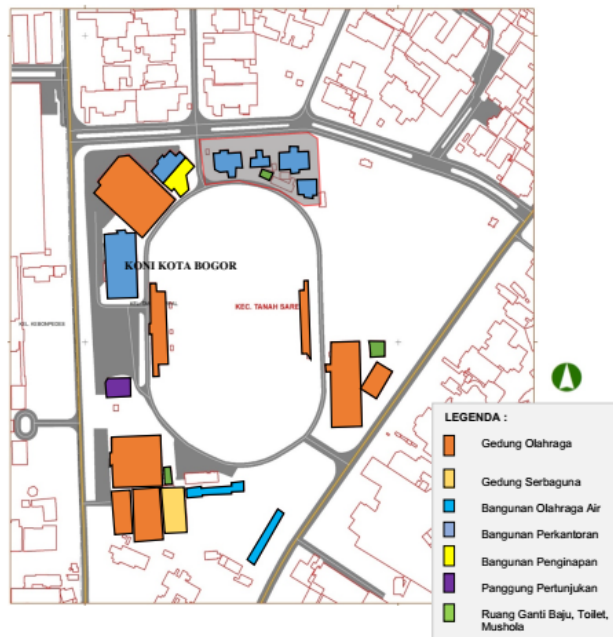 KONI KOTA BOGOR
KEC. TANAH SARE
KEL. KEBONPEDES
LEGENDA :
Gedung Olahraga
Gedung Serbaguna
Bangunan Olahraga Air
Bangunan Perkantoran
Bangunan Penginapan
Panggung Pertunjukan
Ruang Ganti Baju, Toilet,
Mushola